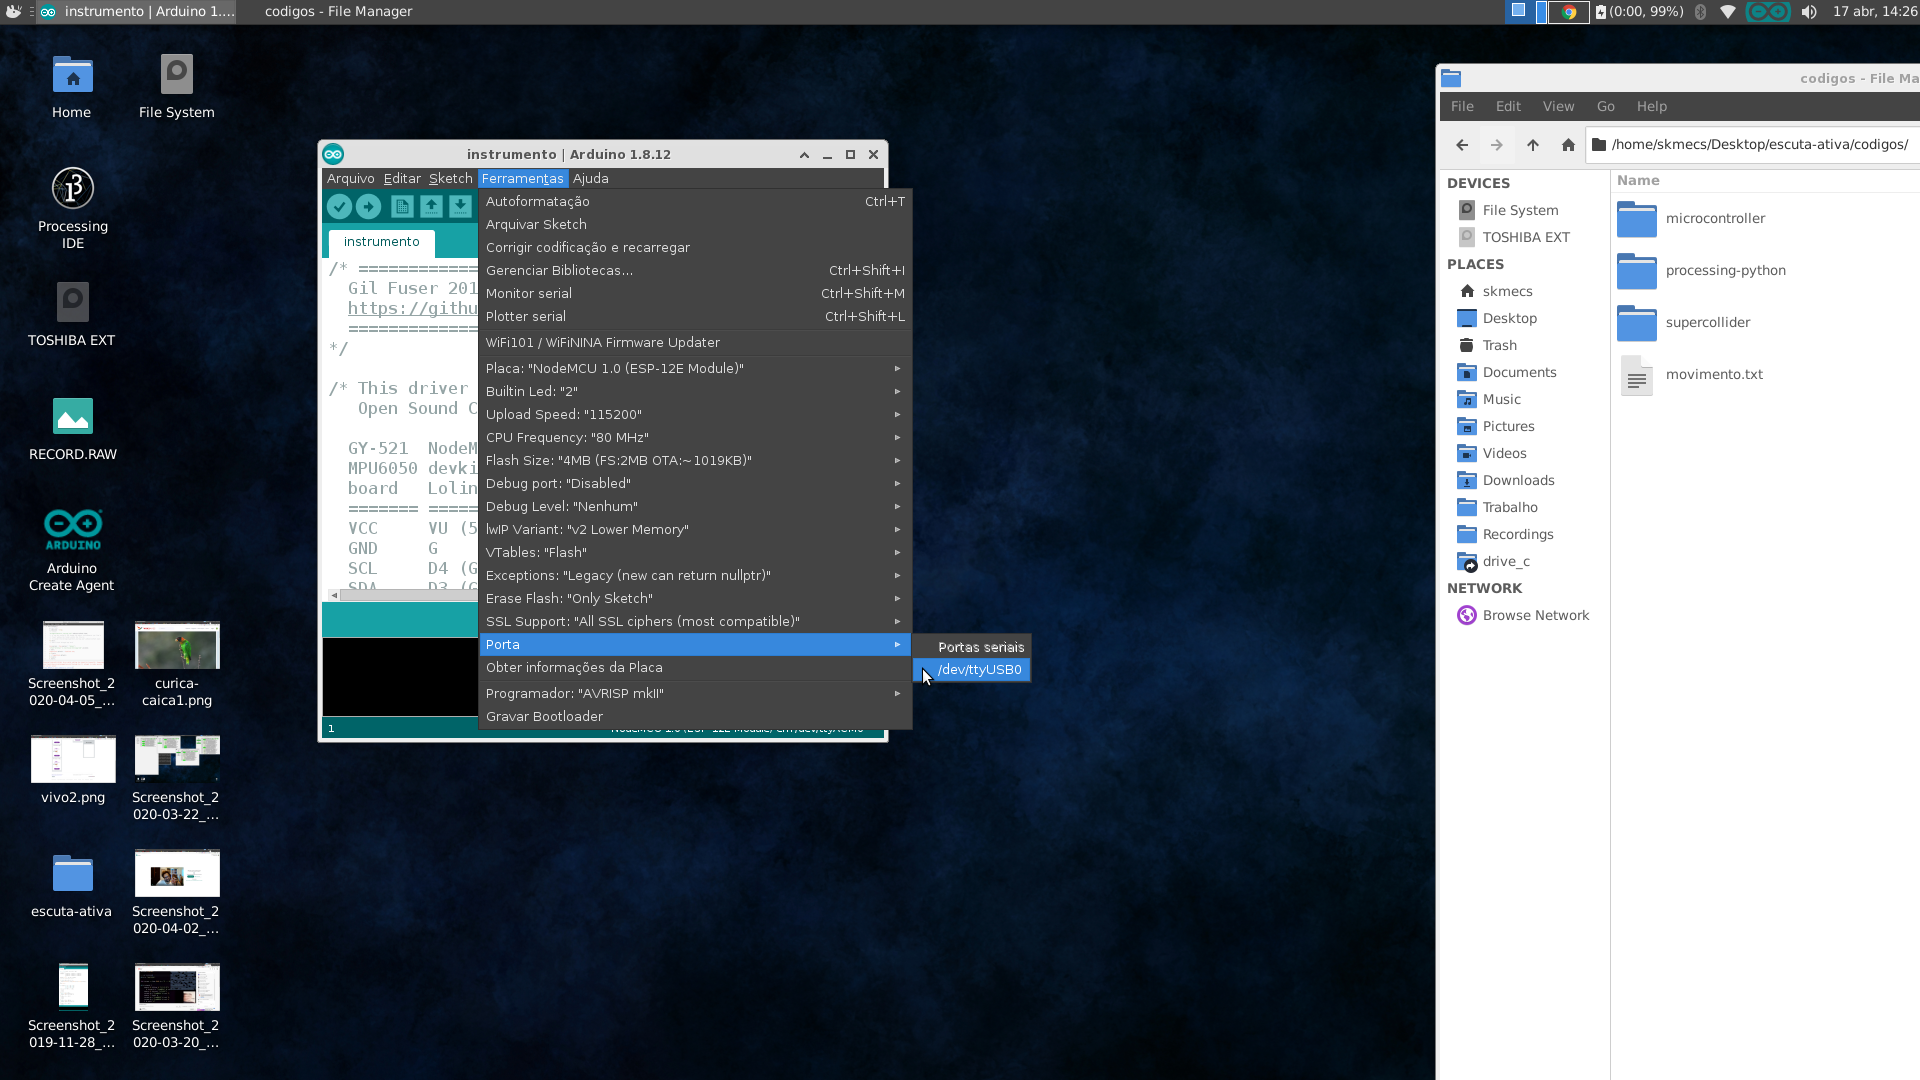 instrumento | Arduino 1....
codigos - File Manager
(0:00, 99%)
17 abr, 14:26
Home
File System
Processing
IDE
TOSHIBA EXT
RECORD.RAW
ARDUINO
Arduino
Create Agent
Screenshot_2
020-04-05_...
curica-
caica1.png
vivo2.png
Screenshot_2
020-03-22_...
escuta-ativa
Screenshot_2
020-04-02_...
Screenshot_2
019-11-28_...
Screenshot_2
020-03-20_...
instrumento | Arduino 1.8.12
Arquivo Editar Sketch Ferramentas Ajuda
instrumento
/* ============
Gil Fuser 201
https://githu
=============
*/
/* This driver
Open Sound C
GY-521 NodeM
MPU6050 devki
board Lolin
======= =====
VCC VU (5
GND G
SCL D4 (G
SDA D3 (G
1
Autoformatação Ctrl+T
Arquivar Sketch
Corrigir codificação e recarregar
Gerenciar Bibliotecas... Ctrl+Shift+I
Monitor serial Ctrl+Shift+M
Plotter serial Ctrl+Shift+L
WiFi101 / WiFiNINA Firmware Updater
Placa: "NodeMCU 1.0 (ESP-12E Module)"
Builtin Led: "2"
Upload Speed: "115200"
CPU Frequency: "80 MHz"
Flash Size: "4MB (FS:2MB OTA:~1019KB)"
Debug port: "Disabled"
Debug Level: "Nenhum"
lwIP Variant: "v2 Lower Memory"
VTables: "Flash"
Exceptions: "Legacy (new can return nullptr)"
Erase Flash: "Only Sketch"
SSL Support: "All SSL ciphers (most compatible)"
Porta
Obter informações da Placa
Programador: "AVRISP mkII"
Gravar Bootloader
Portas seriais
/dev/ttyUSB0
codigos - File Ma
File Edit View Go Help
/home/skmecs/Desktop/escuta-ativa/codigos/
DEVICES
File System
TOSHIBA EXT
PLACES
skmecs
Desktop
Trash
Documents
Music
Pictures
Videos
Downloads
Trabalho
Recordings
drive_c
NETWORK
Browse Network
Name
microcontroller
processing-python
supercollider
movimento.txt